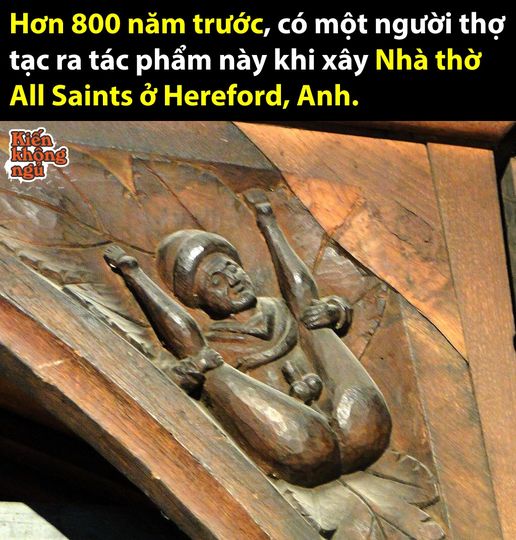 Hơn 800 năm trước, có một người thợ
tạc ra tác phẩm này khi xây Nhà thờ
All Saints ở Hereford, Anh.
Kiến
không
ngủ